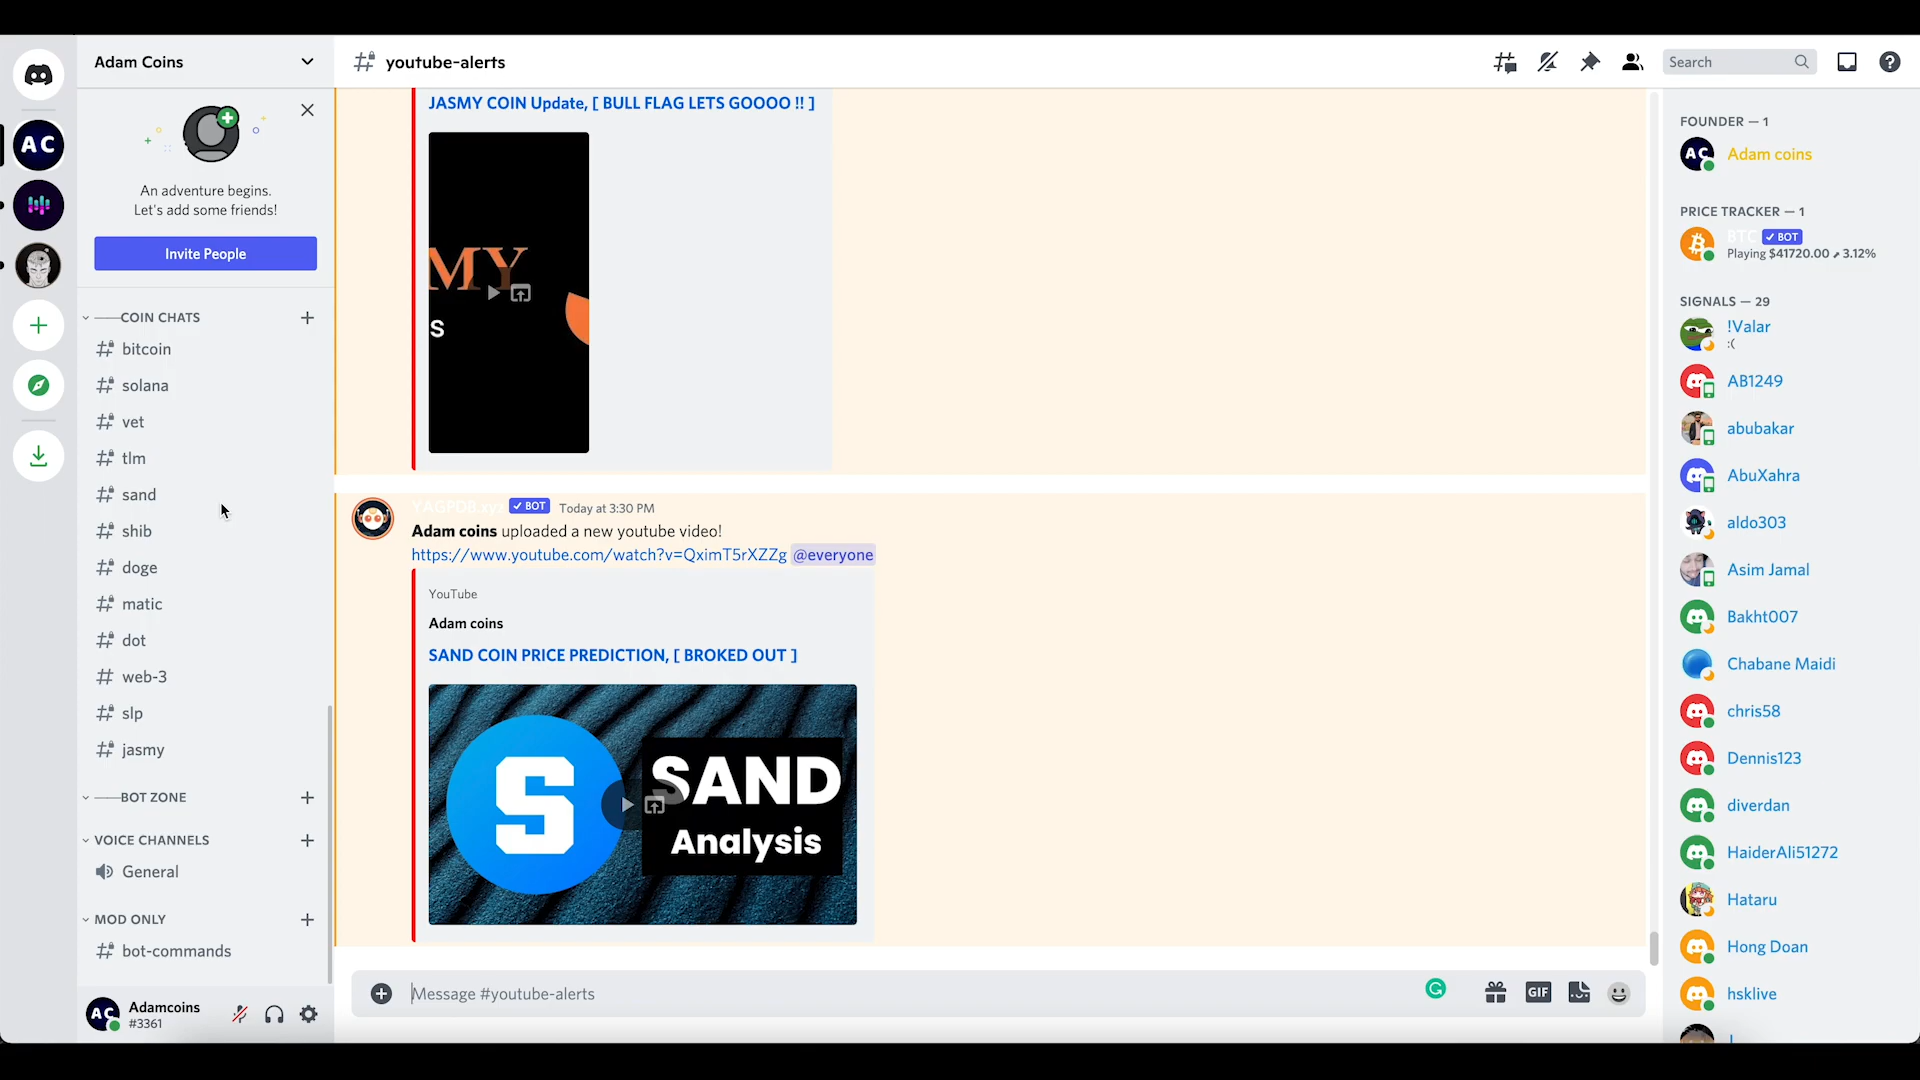 Adam Coins
An adventure begins.
Let's add some friends!
Invite People
COIN CHATS
bitcoin
solana
vet
tlm
sand
shib
doge
matic
dot
web-3
slp
jasmy
BOT ZONE
VOICE CHANNELS
General
MOD ONLY
bot-commands
AC
AC
Adamcoins
#3361
youtube-alerts
Search
JASMY COIN Update, [ BULL FLAG LETS GOOOO !! ]
MY
S
YAGPDB.xyz
✓ BOT
Today at 3:30 PM
Adam coins uploaded a new youtube video!
https://www.youtube.com/watch?v=QximT5rXZZg @everyone
YouTube
Adam coins
SAND COIN PRICE PREDICTION, [ BROKED OUT ]
S
SAND
Analysis
Message #youtube-alerts
GIF
FOUNDER — 1
AC
Adam coins
PRICE TRACKER — 1
BTC
✓ BOT
Playing $41720.00 ⬈ 3.12%
SIGNALS — 29
!Valar
:(
AB1249
abubakar
AbuXahra
aldo303
Asim Jamal
Bakht007
Chabane Maidi
chris58
Dennis123
diverdan
HaiderAli51272
Hataru
Hong Doan
hsklive